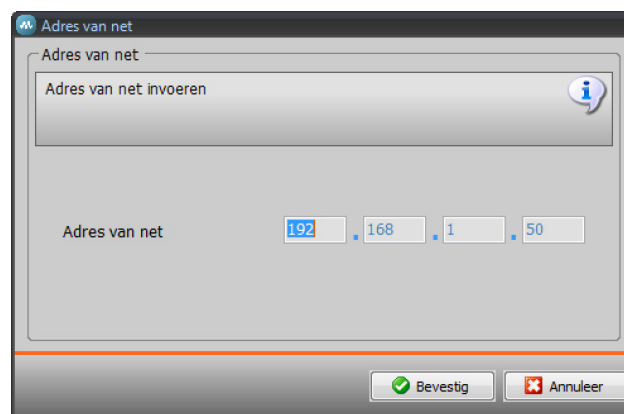 Adres van net
Adres van net
Adres van net invoeren
Adres van net 192 . 168 . 1 . 50
Bevestig Annuleer